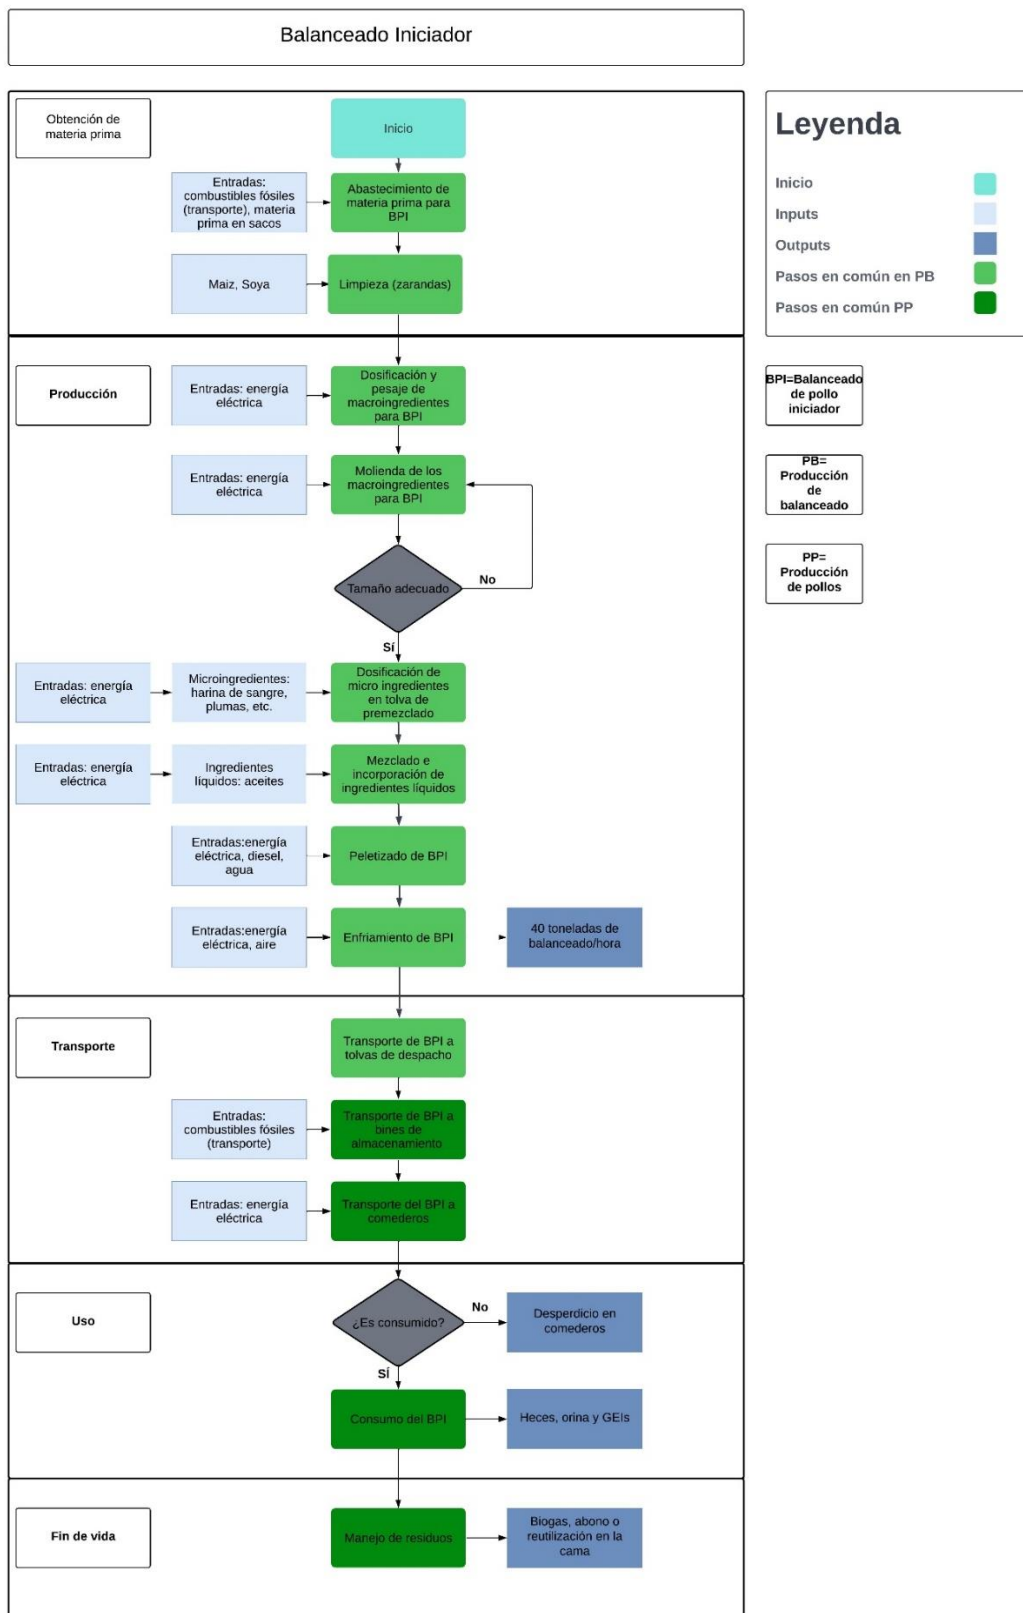 Balanceado Iniciador
Obtención de
materia prima
Inicio
Entradas:
combustibles fósiles
(transporte), materia
prima en sacos
Abastecimiento de
materia prima para
BPI
Maiz, Soya
Limpieza (zarandas)
Producción
Entradas: energía
eléctrica
Dosificación y
pesaje de
macroingredientes
para BPI
Entradas: energía
eléctrica
Molienda de los
macroingredientes
para BPI
Tamaño adecuado
No
Sí
Entradas: energía
eléctrica
Microingredientes:
harina de sangre,
plumas, etc.
Dosificación de
micro ingredientes
en tolva de
premezclado
Entradas: energía
eléctrica
Ingredientes
líquidos: aceites
Mezclado e
incorporación de
ingredientes líquidos
Entradas:energía
eléctrica, diesel,
agua
Peletizado de BPI
Entradas:energía
eléctrica, aire
Enfriamiento de BPI
40 toneladas de
balanceado/hora
Transporte
Transporte de BPI a
tolvas de despacho
Entradas:
combustibles fósiles
(transporte)
Transporte de BPI a
bines de
almacenamiento
Entradas: energía
eléctrica
Transporte del BPI a
comederos
Uso
¿Es consumido?
No
Desperdicio en
comederos
SÍ
Consumo del BPI
Heces, orina y GEIs
Fin de vida
Manejo de residuos
Biogas, abono o
reutilización en la
cama
Leyenda
Inicio
Inputs
Outputs
Pasos en común en PB
Pasos en común PP
BPI=Balanceado
de pollo
iniciador
PB=
Producción
de
balanceado
PP=
Producción
de pollos